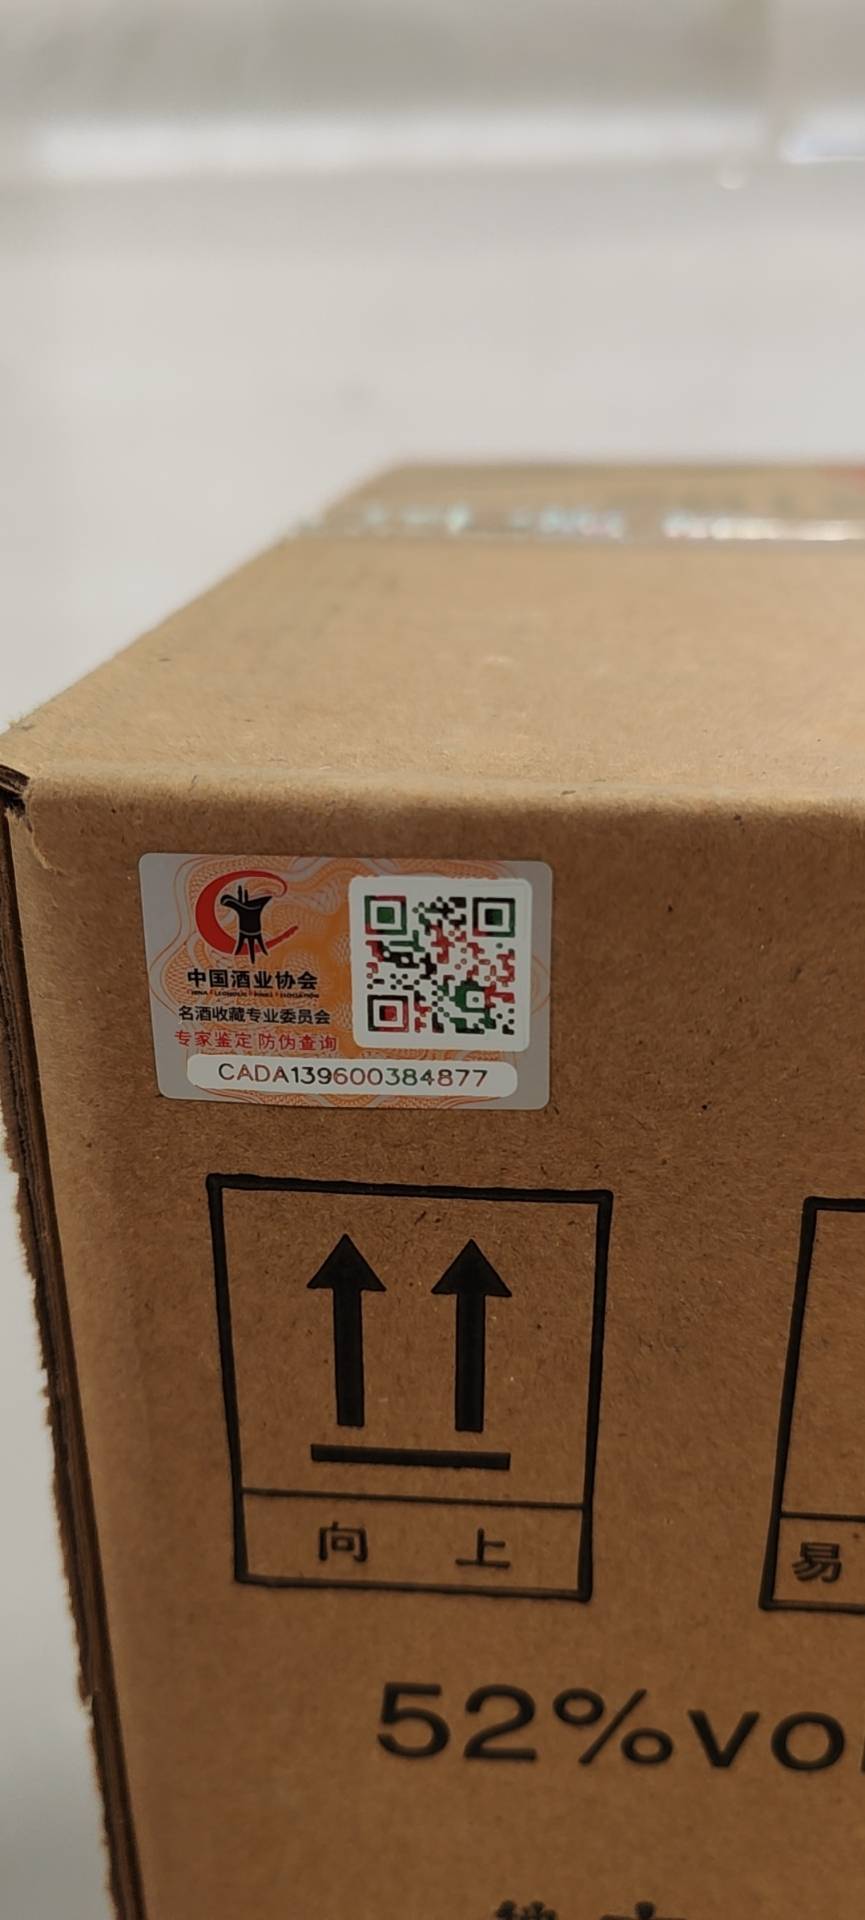 中国酒业协会
名酒收藏专业委员会
专家鉴定 防伪查询
CADA139600384877
向上
易
52%vo